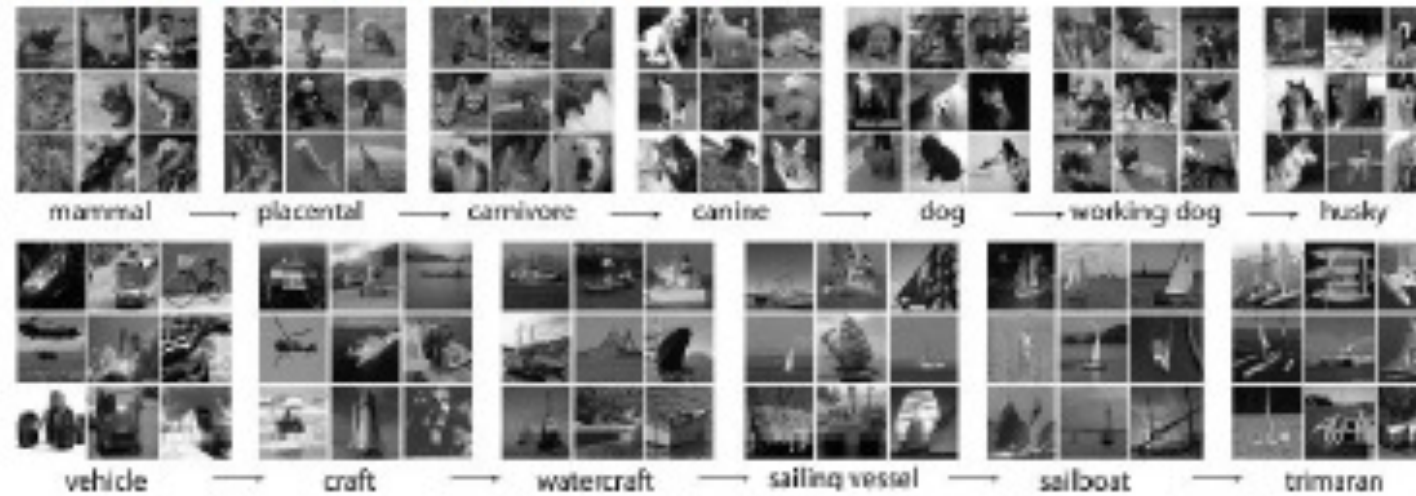 mammal → placental → carnivore → canine → dog → working dog → husky
vehicle → craft → watercraft → sailing vessel → sailboat → trimaran